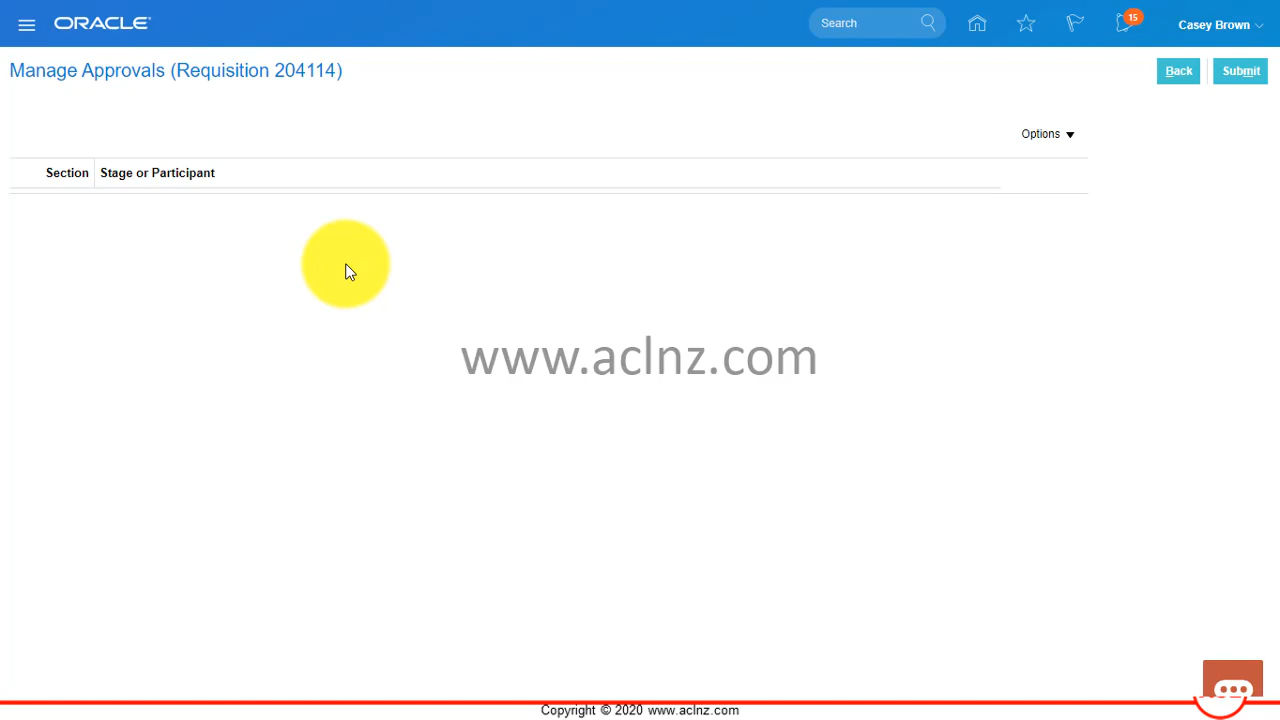 ORACLE
Search
15
Casey Brown
Manage Approvals (Requisition 204114)
Back
Submit
Options
Section
Stage or Participant
www.aclnz.com
Copyright © 2020 www.aclnz.com